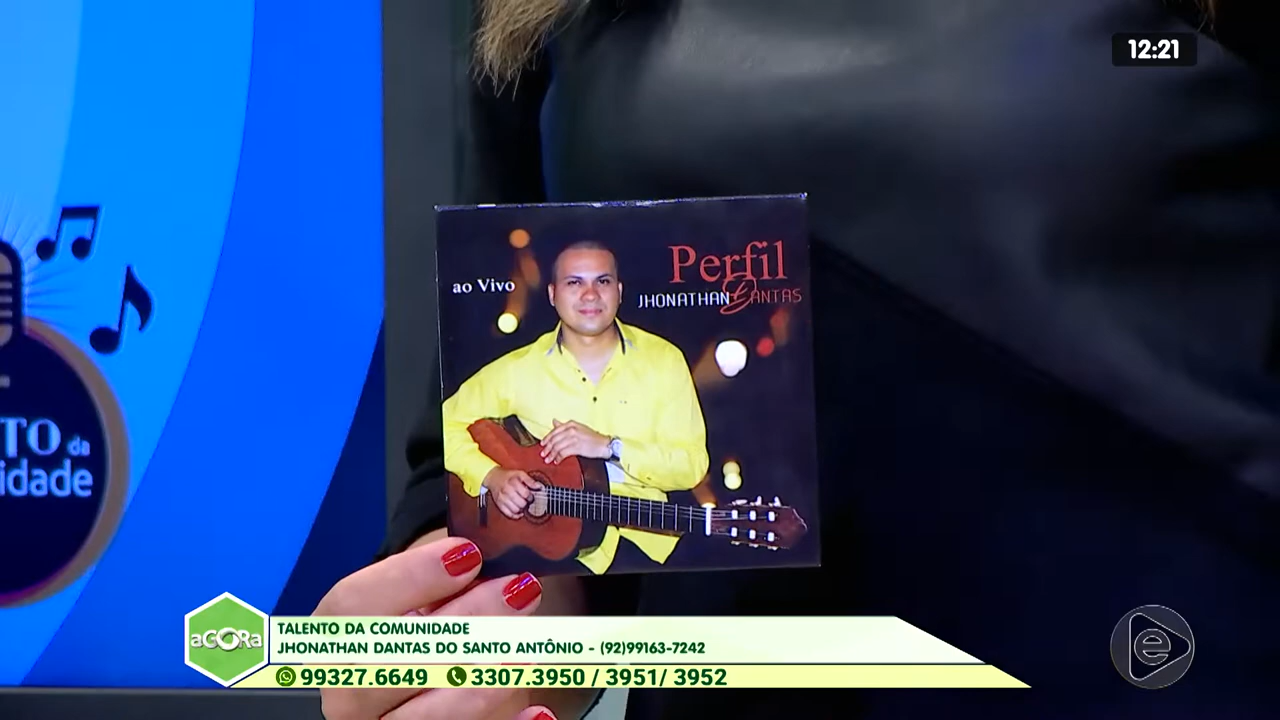 12:21
Perfil
ao Vivo
JHONATHAN DANTAS
TO da
idade
aGORa
TALENTO DA COMUNIDADE
JHONATHAN DANTAS DO SANTO ANTÔNIO - (92)99163-7242
99327.6649 3307.3950 / 3951/ 3952
e